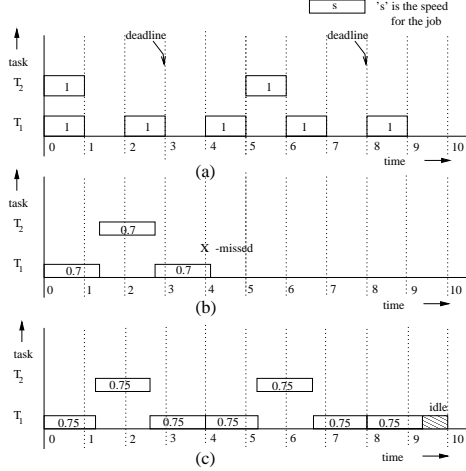 s 's' is the speed
for the job
deadline deadline
task
T2 1 1
T1 1 1 1 1 1
0 1 2 3 4 5 6 7 8 9 10
time
(a)
T2 0.7
X -missed
T1 0.7 0.7
0 1 2 3 4 5 6 7 8 9 10
(b) time
task
T2 0.75 0.75
idle
T1 0.75 0.75 0.75 0.75 0.75
0 1 2 3 4 5 6 7 8 9 10
(c) time